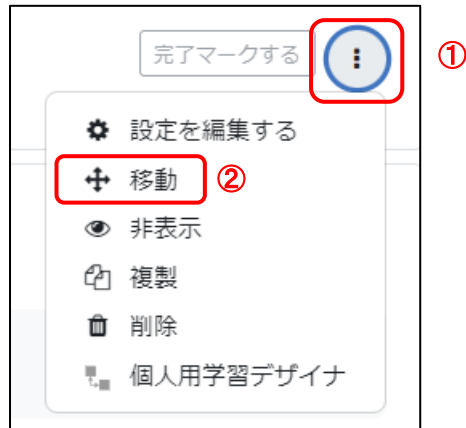 完了マークする ①
設定を編集する
移動 ②
非表示
複製
削除
個人用学習デザイナ